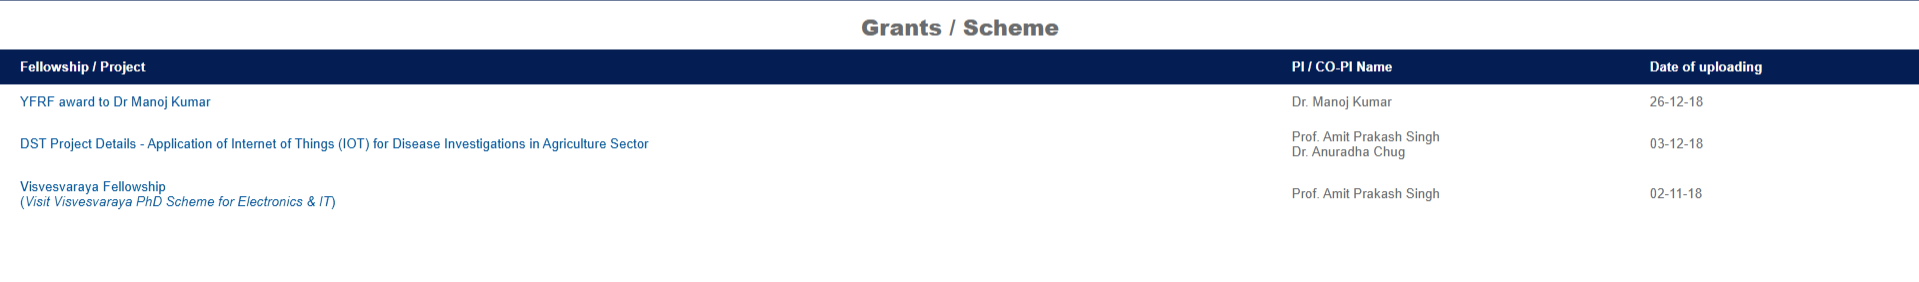 Grants / Scheme
Fellowship / Project PI / CO-PI Name Date of uploading
YFRF award to Dr Manoj Kumar Dr. Manoj Kumar 26-12-18
DST Project Details - Application of Internet of Things (IOT) for Disease Investigations in Agriculture Sector Prof. Amit Prakash Singh 03-12-18
Dr. Anuradha Chug
Visvesvaraya Fellowship
(Visit Visvesvaraya PhD Scheme for Electronics & IT) Prof. Amit Prakash Singh 02-11-18